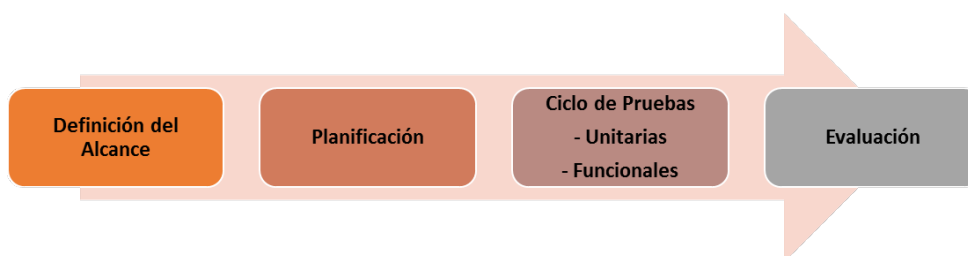 Definición del
Alcance
Planificación
Ciclo de Pruebas
- Unitarias
- Funcionales
Evaluación